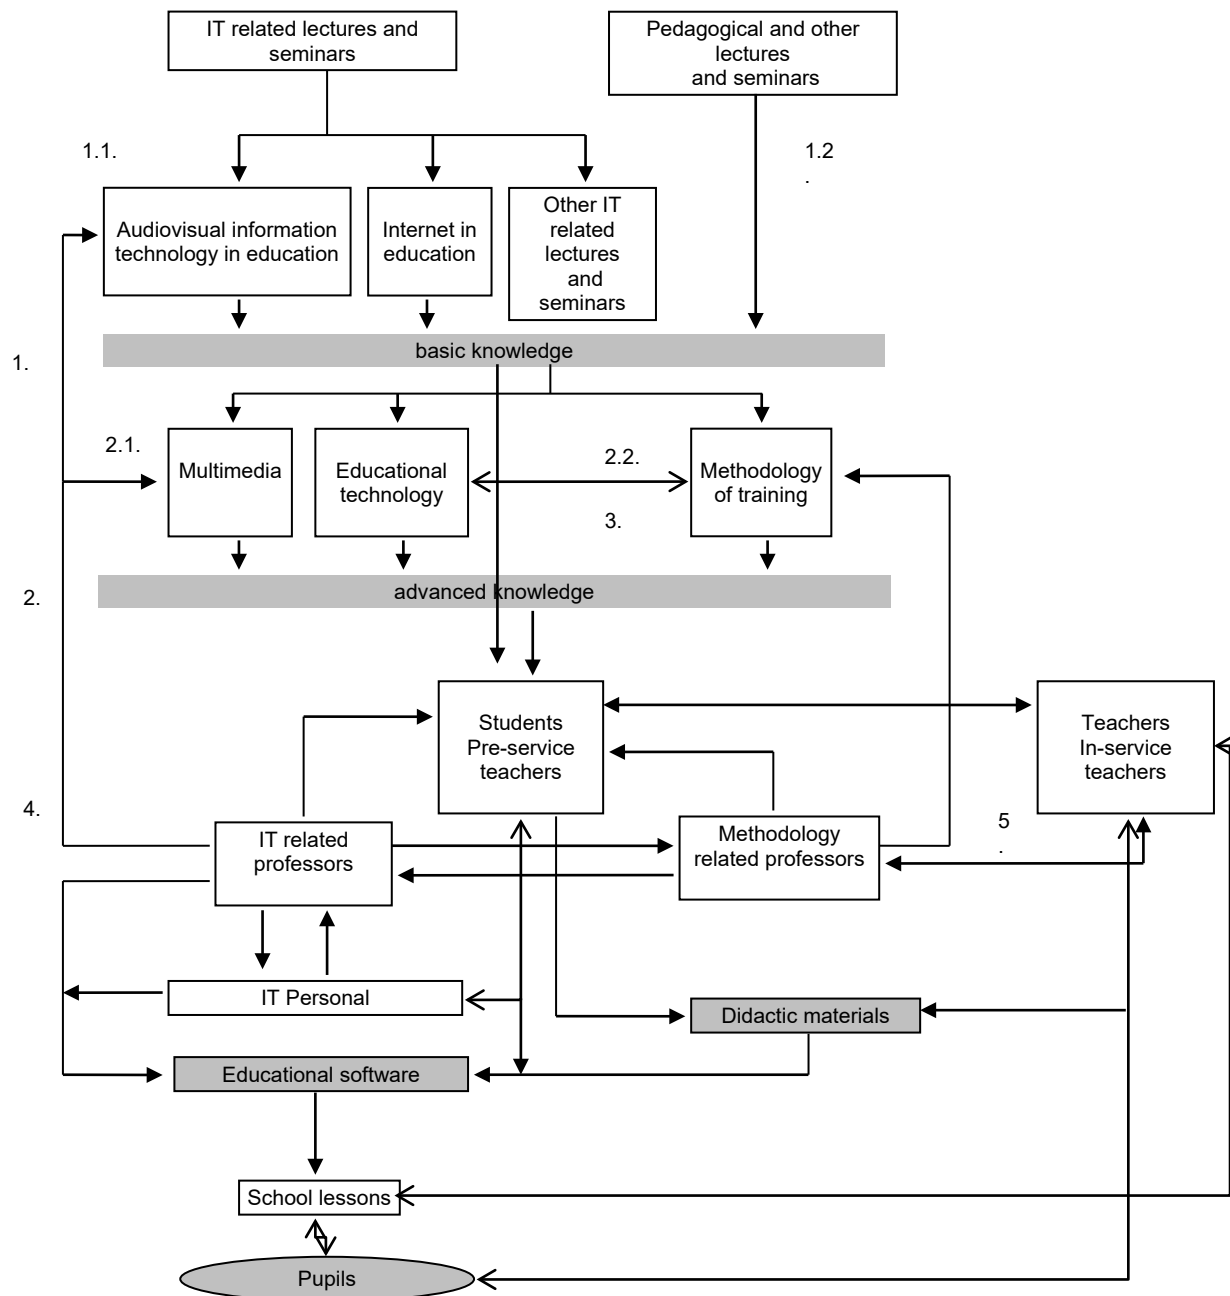 IT related lectures and
seminars
Pedagogical and other
lectures
and seminars
1.1.
1.2
.
Audiovisual information
technology in education
Internet in
education
Other IT
related
lectures
and
seminars
basic knowledge
1.
2.1.
Multimedia
Educational
technology
2.2.
3.
Methodology
of training
advanced knowledge
2.
Students
Pre-service
teachers
Teachers
In-service
teachers
4.
IT related
professors
Methodology
related professors
5
.
IT Personal
Didactic materials
Educational software
School lessons
Pupils